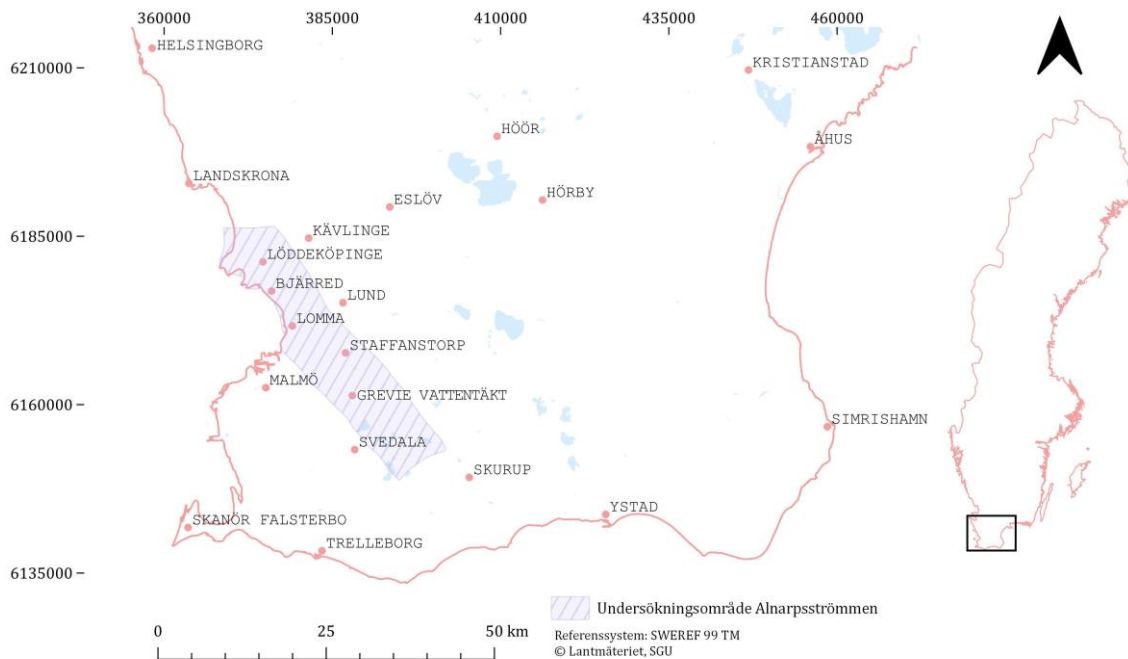 360000 385000 410000 435000 460000
HELSINGBORG
6210000
KRISTIANSTAD
HÖÖR
ÅHUS
LANDSKRONA
HÖRBY
ESLÖV
6185000
KÄVLINGE
LÖDDEKÖPINGE
BJÄRRED
LUND
LOMMA
STAFFANSTORP
MALMÖ
GREVIE VATTENTÄKT
6160000
SIMRISHAMN
SVEDALA
SKURUP
YSTAD
SKANÖR FALSTERBO
TRELLEBORG
6135000
Undersökningsområde Alnarpsströmmen
0 25 50 km
Referenssystem: SWEREF 99 TM
© Lantmäteriet, SGU